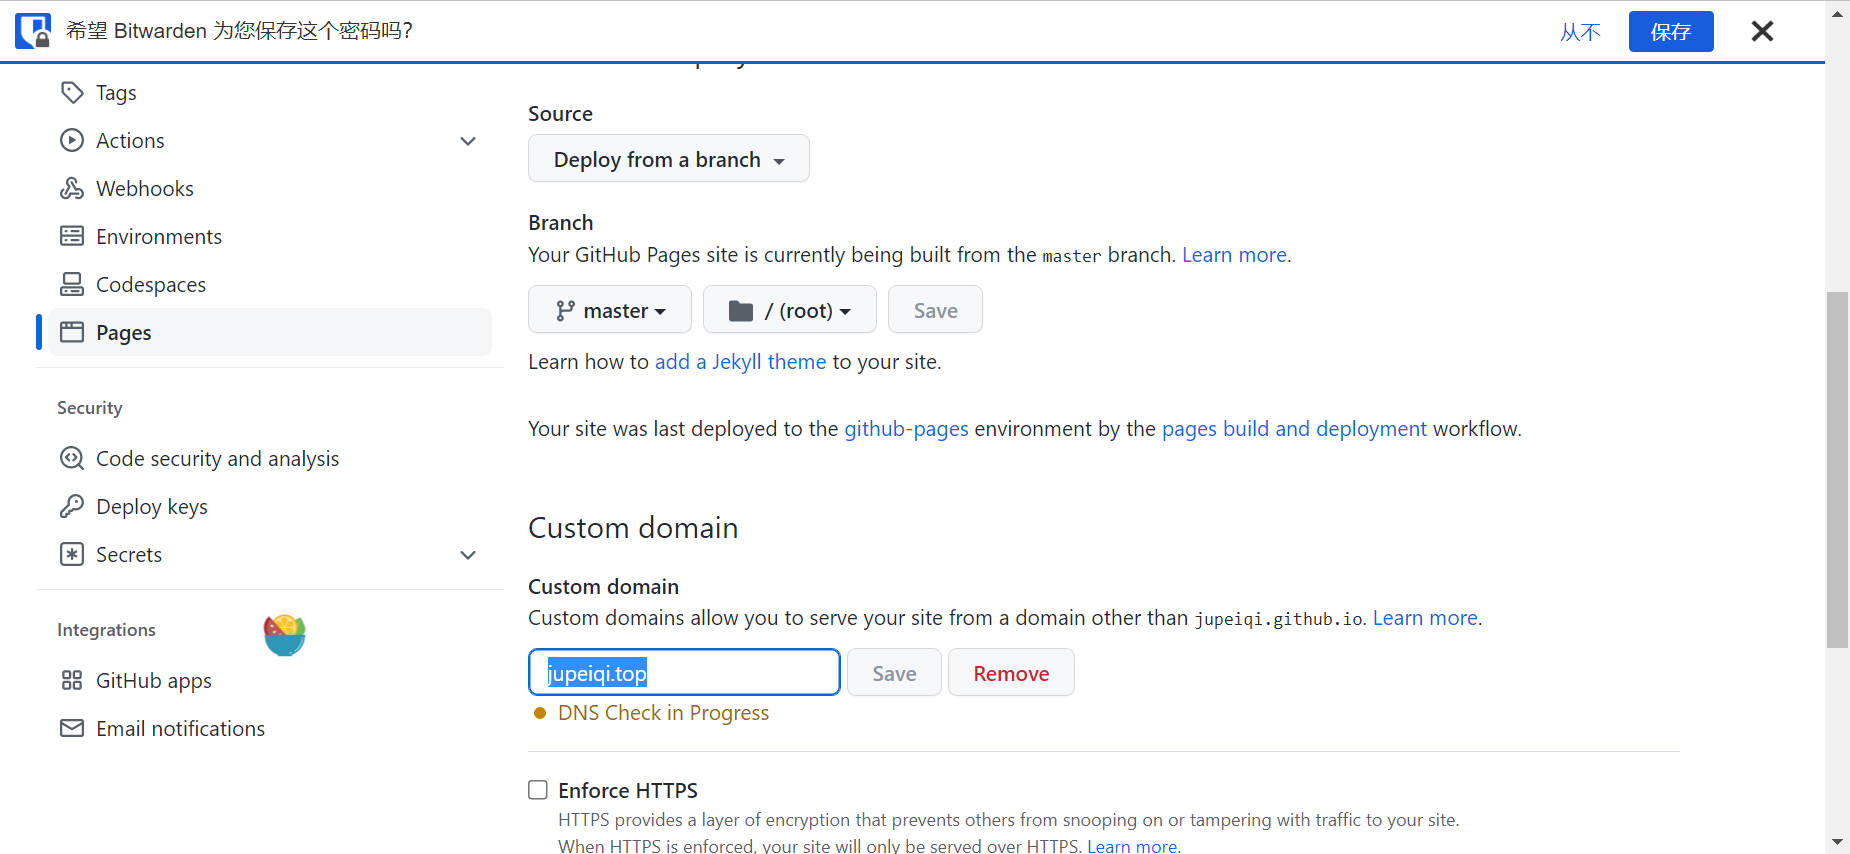 希望 Bitwarden 为您保存这个密码吗?
从不
保存
Tags
Actions
Webhooks
Environments
Codespaces
Pages
Security
Code security and analysis
Deploy keys
Secrets
Integrations
GitHub apps
Email notifications
Source
Deploy from a branch
Branch
Your GitHub Pages site is currently being built from the master branch. Learn more.
master
/ (root)
Save
Learn how to add a Jekyll theme to your site.
Your site was last deployed to the github-pages environment by the pages build and deployment workflow.
Custom domain
Custom domain
Custom domains allow you to serve your site from a domain other than jupeiqi.github.io. Learn more.
jupeiqi.top
Save
Remove
DNS Check in Progress
Enforce HTTPS
HTTPS provides a layer of encryption that prevents others from snooping on or tampering with traffic to your site.
When HTTPS is enforced, your site will only be served over HTTPS. Learn more.